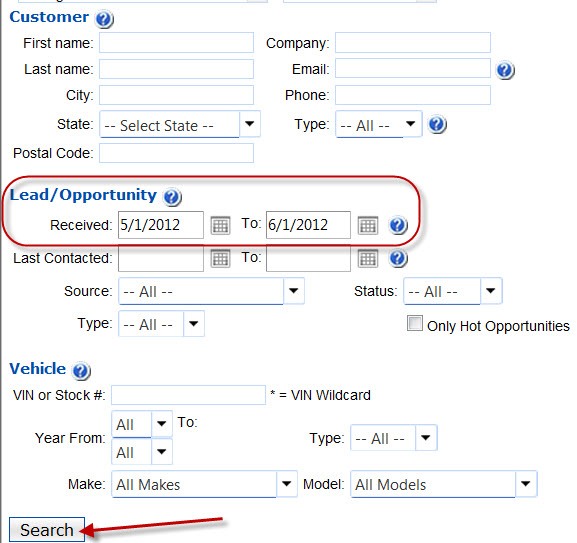 Customer ?
First name: Company:
Last name: Email: ?
City: Phone:
State: -- Select State -- Type: -- All -- ?
Postal Code:
Lead/Opportunity ?
Received: 5/1/2012 To: 6/1/2012 ?
Last Contacted: To: ?
Source: -- All -- Status: -- All --
Type: -- All -- Only Hot Opportunities
Vehicle ?
VIN or Stock #: * = VIN Wildcard
Year From: All To: All Type: -- All --
Make: All Makes Model: All Models
Search